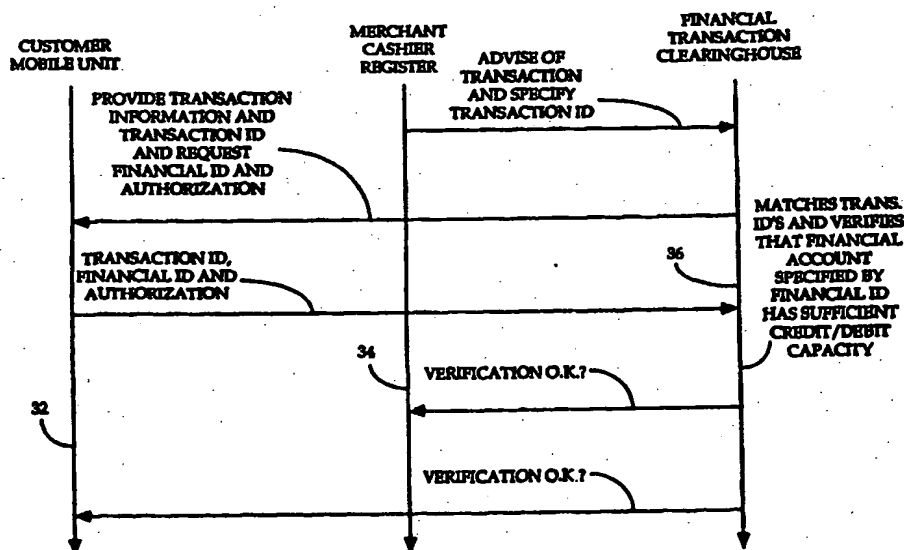 CUSTOMER
MOBILE UNIT
MERCHANT
CASHIER
REGISTER
FINANCIAL
TRANSACTION
CLEARINGHOUSE
ADVISE OF
TRANSACTION
AND SPECIFY
TRANSACTION ID
PROVIDE TRANSACTION
INFORMATION AND
TRANSACTION ID
AND REQUEST
FINANCIAL ID AND
AUTHORIZATION
MATCHES TRANS.
ID'S AND VERIFIES
THAT FINANCIAL
ACCOUNT
SPECIFIED BY
FINANCIAL ID
HAS SUFFICIENT
CREDIT/DEBIT
CAPACITY
TRANSACTION ID,
FINANCIAL ID AND
AUTHORIZATION
36
34
VERIFICATION O.K.?
32
VERIFICATION O.K.?